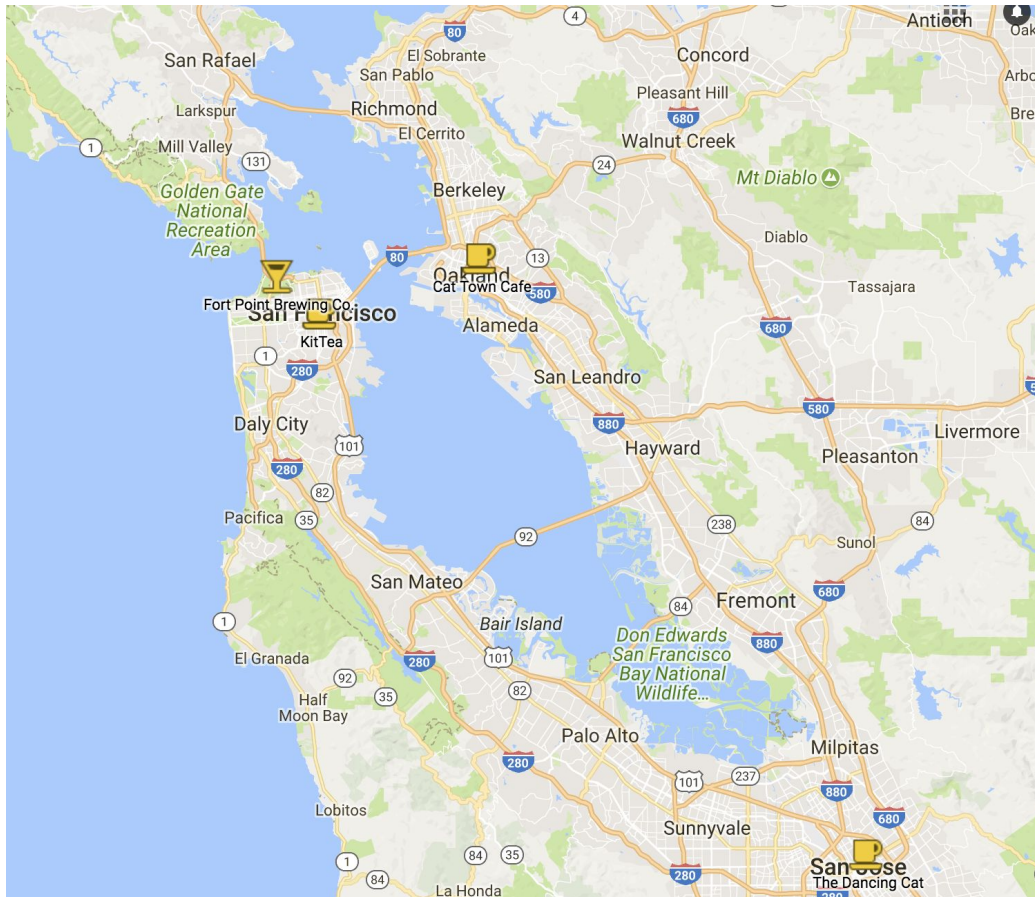 4
80
Antioch
Oak
San Rafael
El Sobrante
Concord
San Pablo
Arbo
Pleasant Hill
Larkspur
Richmond
680
Bre
El Cerrito
Walnut Creek
1
Mill Valley
131
24
Golden Gate
National
Recreation
Area
Berkeley
Mt Diablo
Diablo
80
13
Oakland
Cat Town Cafe
580
Tassajara
Fort Point Brewing Co.
San Francisco
KitTea
Alameda
680
1
280
San Leandro
580
Daly City
880
Livermore
101
Hayward
Pleasanton
280
82
Pacifica
35
238
84
92
Sunol
San Mateo
680
84
Fremont
1
Bair Island
Don Edwards
San Francisco
Bay National
Wildlife...
880
El Granada
280
101
92
35
82
Half
Moon Bay
Palo Alto
Milpitas
280
101
237
880
Lobitos
680
Sunnyvale
1
84
35
280
San Jose
The Dancing Cat
84
La Honda
280